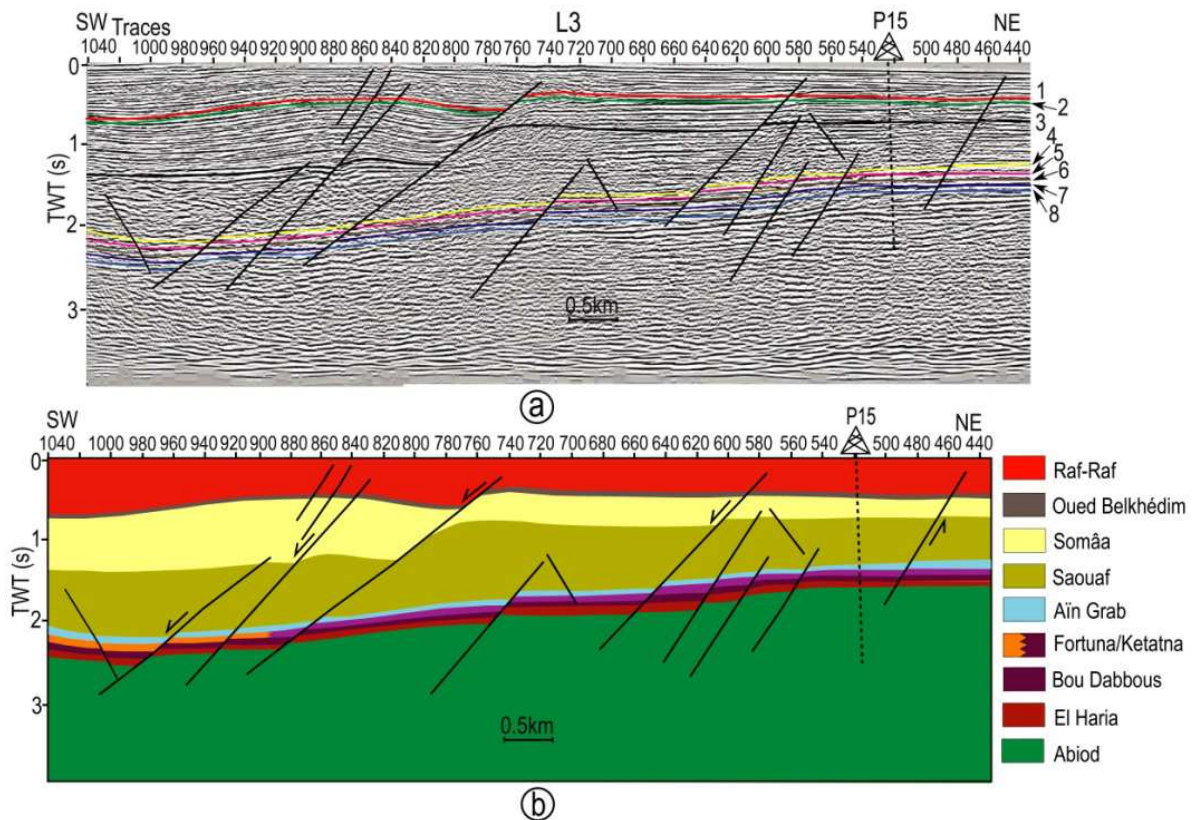 SW Traces L3 P15 NE
1040 1000 980 960 940 920 900 880 860 840 820 800 780 760 740 720 700 680 660 640 620 600 580 560 540 500 480 460 440
0
1
2
3
TWT (s)
1
2
3
4
5
6
7
8
0.5km
a
SW P15 NE
1040 1000 980 960 940 920 900 880 860 840 820 800 780 760 740 720 700 680 660 640 620 600 580 560 540 500 480 460 440
0
1
2
3
TWT (s)
0.5km
b
Raf-Raf
Oued Belkhédim
Somâa
Saouaf
Aïn Grab
Fortuna/Ketatna
Bou Dabbous
El Haria
Abiod